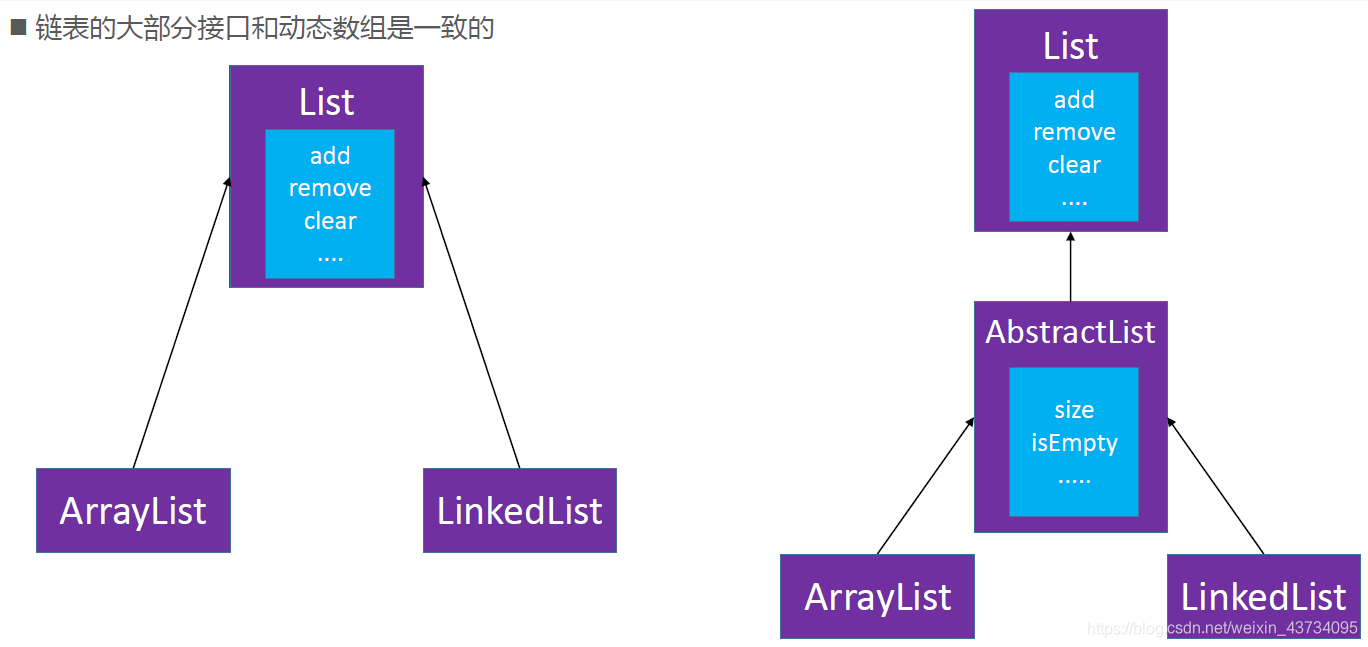 ■ 链表的大部分接口和动态数组是一致的
List
add
remove
clear
....
ArrayList
LinkedList
List
add
remove
clear
....
AbstractList
size
isEmpty
.....
ArrayList
LinkedList
https://blog.csdn.net/weixin_43734095